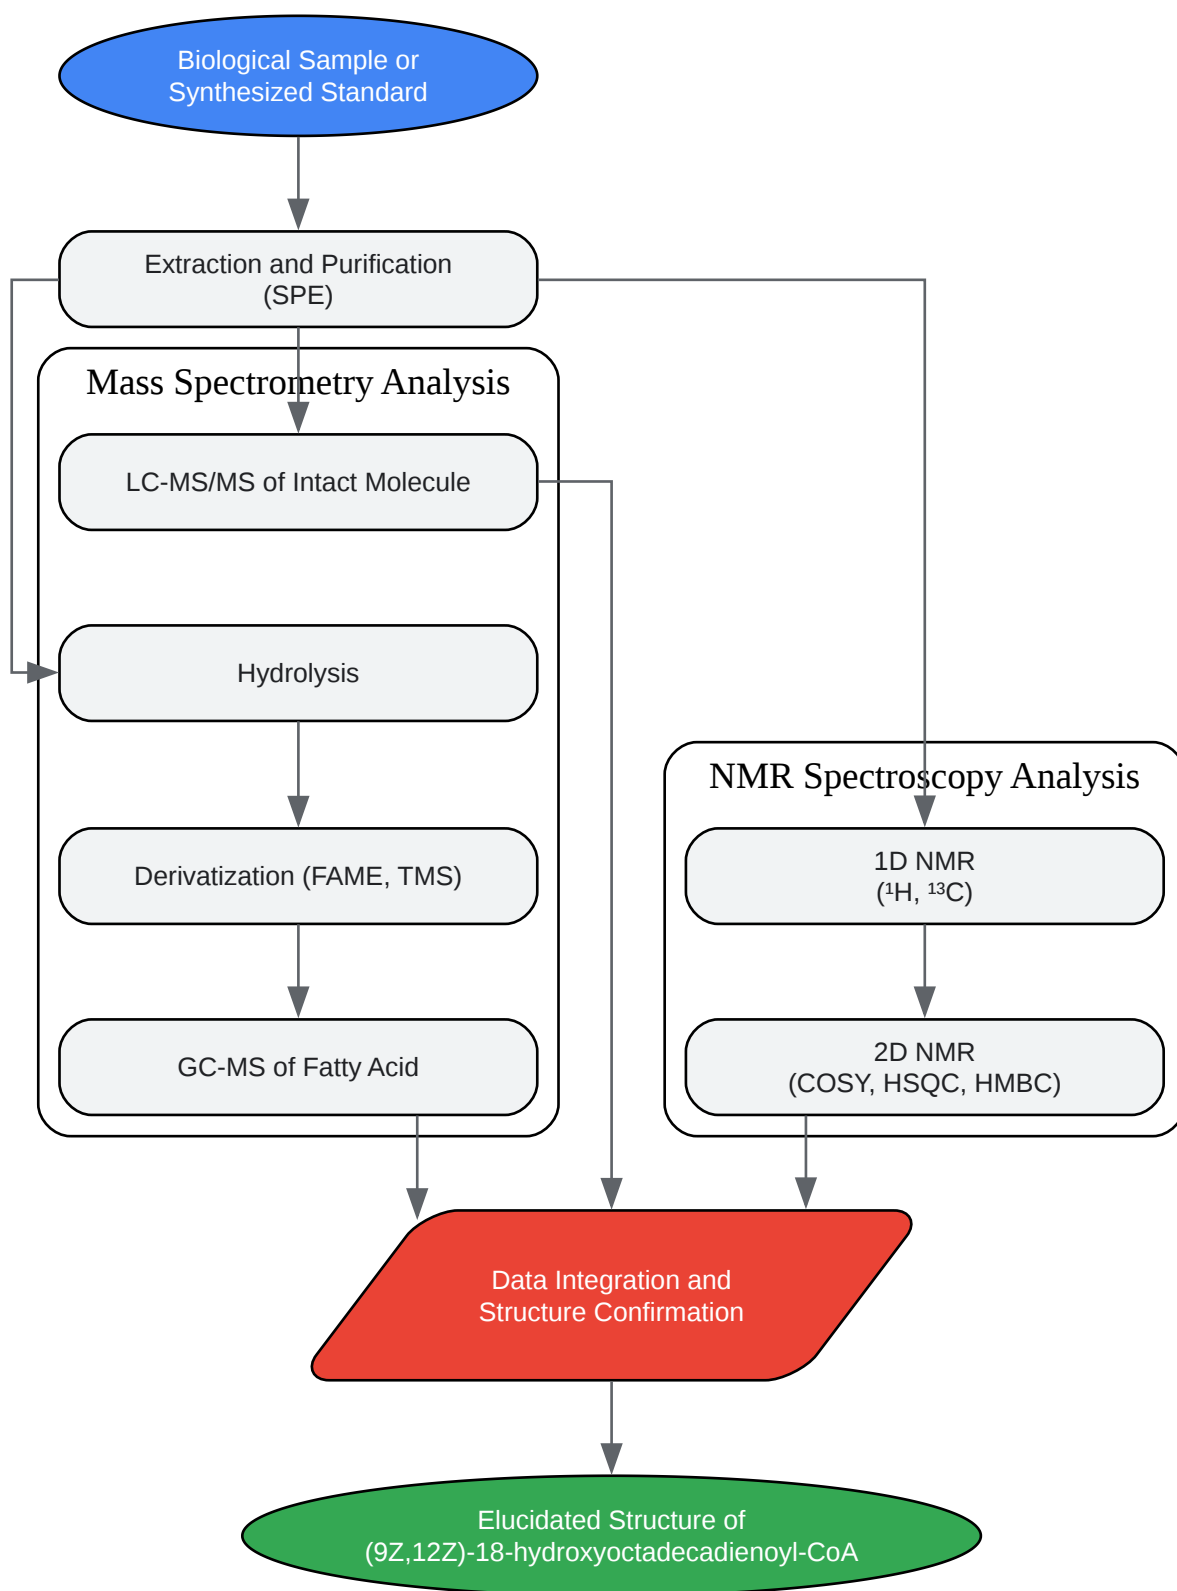 Biological Sample or
Synthesized Standard
Extraction and Purification
(SPE)
Mass Spectrometry Analysis
LC-MS/MS of Intact Molecule
Hydrolysis
Derivatization (FAME, TMS)
GC-MS of Fatty Acid
NMR Spectroscopy Analysis
1D NMR
(¹H, ¹³C)
2D NMR
(COSY, HSQC, HMBC)
Data Integration and
Structure Confirmation
Elucidated Structure of
(9Z,12Z)-18-hydroxyoctadecadienoyl-CoA